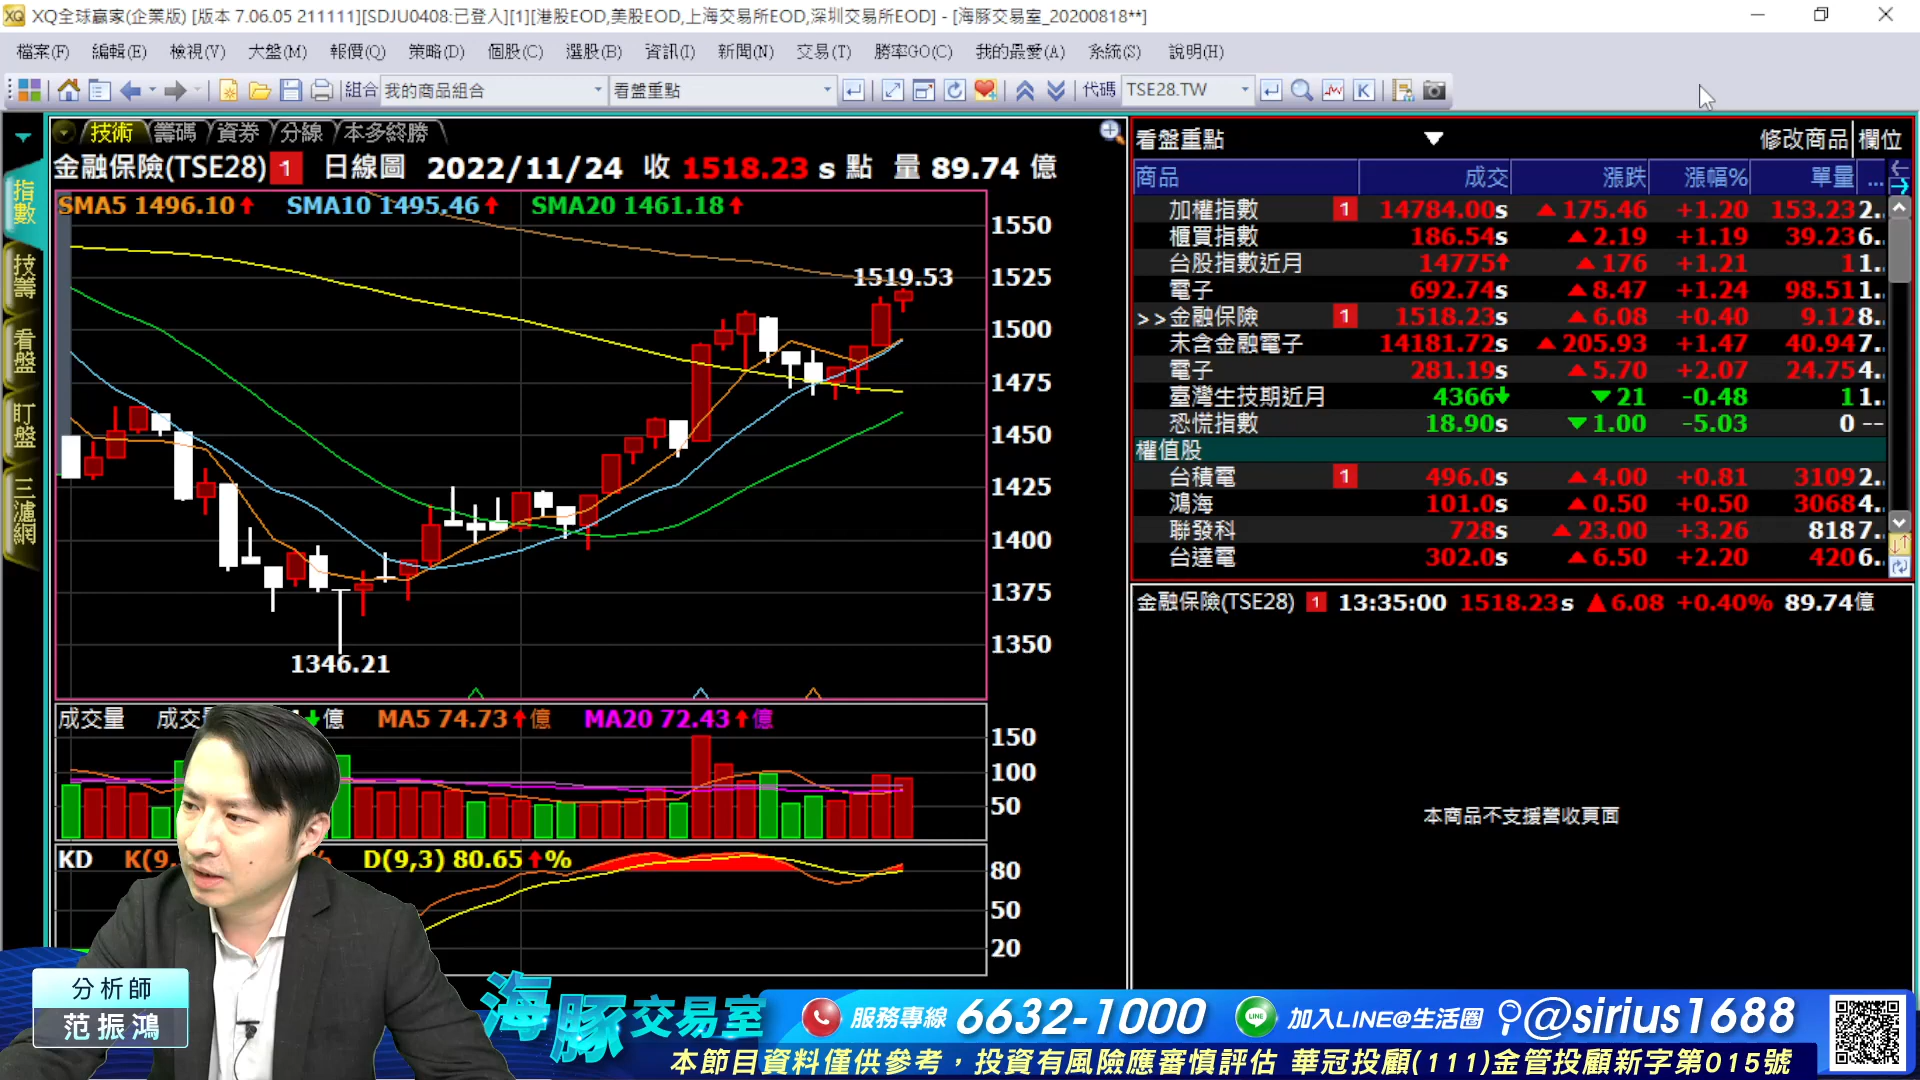 XQ全球贏家(企業版) [版本 7.06.05 211111][SDJU0408:已登入][1][港股EOD,美股EOD,上海交易所EOD,深圳交易所EOD] - [海豚交易室_20200818**]
檔案(F) 編輯(E) 檢視(V) 大盤(M) 報價(Q) 策略(D) 個股(C) 選股(B) 資訊(I) 新聞(N) 交易(T) 勝率GO(C) 我的最愛(A) 系統(S) 說明(H)
組合 我的商品組合 看盤重點 代碼 TSE28.TW
技術 籌碼 資券 分線 本多終勝
金融保險(TSE28) 1 日線圖 2022/11/24 收 1518.23 s 點 量 89.74 億
SMA5 1496.10 SMA10 1495.46 SMA20 1461.18
1550
1525
1500
1475
1450
1425
1400
1375
1350
1519.53
1346.21
指數
技籌
看盤
盯盤
三濾網
成交量 億 MA5 74.73 億 MA20 72.43 億
150
100
50
KD K(9, % D(9,3) 80.65 %
80
50
20
看盤重點 修改商品 欄位
商品 成交 漲跌 漲幅% 單量 ...
加權指數 1 14784.00s ▲175.46 +1.20 153.23 2..
櫃買指數 186.54s ▲2.19 +1.19 39.23 6..
台股指數近月 14775 ▲176 +1.21 1 1..
電子 692.74s ▲8.47 +1.24 98.51 1..
>>金融保險 1 1518.23s ▲6.08 +0.40 9.12 8..
未含金融電子 14181.72s ▲205.93 +1.47 40.94 7..
電子 281.19s ▲5.70 +2.07 24.75 4..
臺灣生技期近月 4366 ▼21 -0.48 1 1..
恐慌指數 18.90s ▼1.00 -5.03 0 --
權值股
台積電 1 496.0s ▲4.00 +0.81 3109 2..
鴻海 101.0s ▲0.50 +0.50 3068 4..
聯發科 728s ▲23.00 +3.26 818 7..
台達電 302.0s ▲6.50 +2.20 420 6..
金融保險(TSE28) 1 13:35:00 1518.23s ▲6.08 +0.40% 89.74億
本商品不支援營收頁面
分析師
范振鴻
海豚交易室 服務專線 6632-1000 LINE 加入LINE@生活圈 @sirius1688
本節目資料僅供參考，投資有風險應審慎評估 華冠投顧(111)金管投顧新字第015號